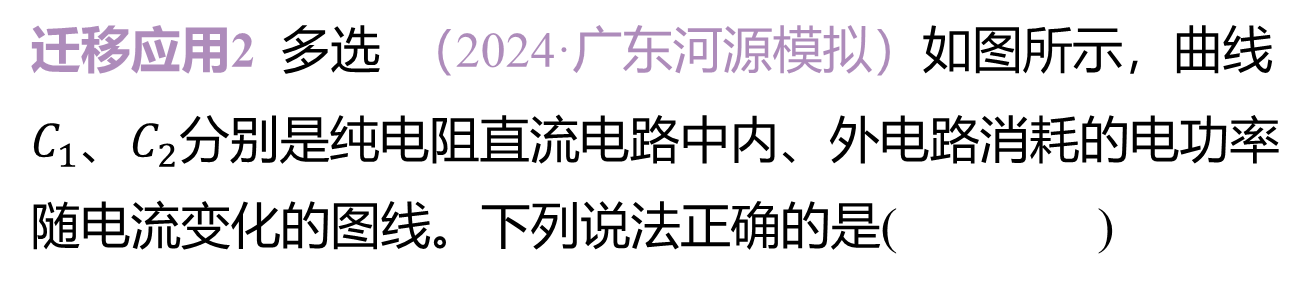 迁移应用2 多选 （2024·广东河源模拟）如图所示，曲线
C₁、C₂分别是纯电阻直流电路中内、外电路消耗的电功率
随电流变化的图线。下列说法正确的是(  )